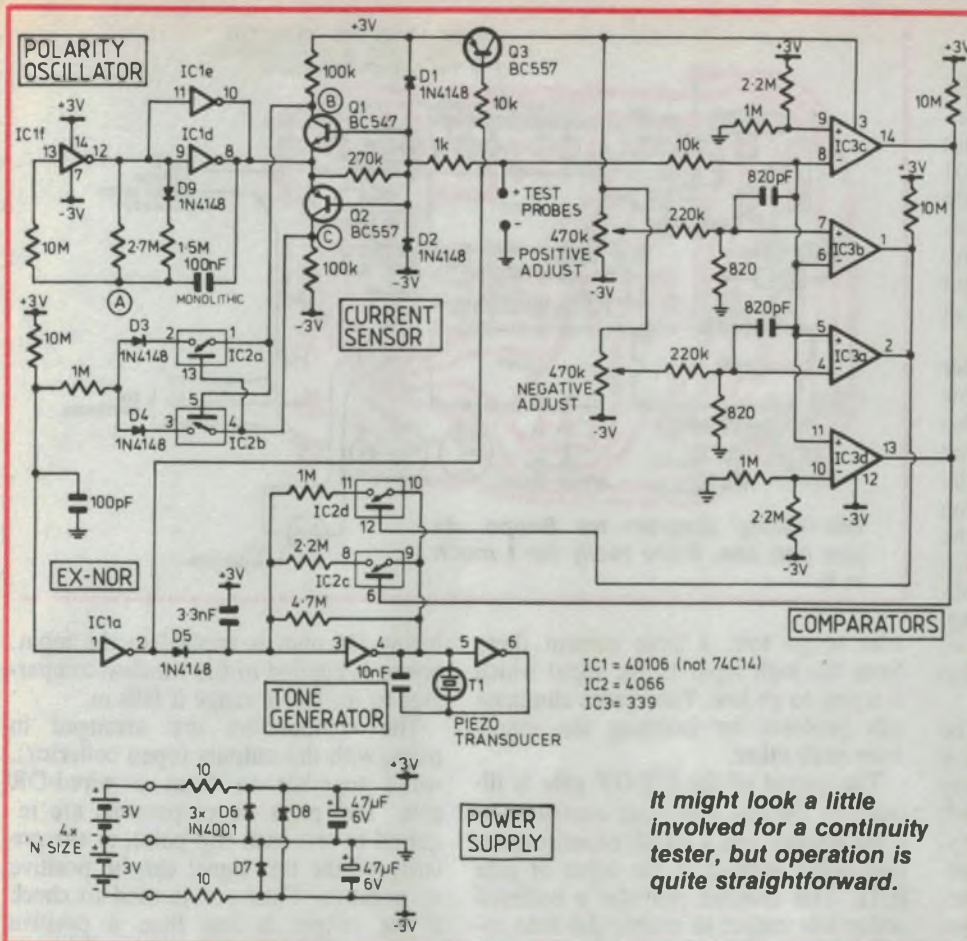 POLARITY
OSCILLATOR
+3V
IC1e
11
10
IC1f
+3V
14
13
12
7
-3V
IC1d
9
8
D9
1N4148
10M
2·7M
1·5M
100nF
MONOLITHIC
A
+3V
100k
B
Q1
BC547
270k
Q2
BC557
C
100k
-3V
D1
1N4148
D2
1N4148
-3V
CURRENT
SENSOR
Q3
BC557
10k
1k
+ TEST
PROBES
-
10k
470k
POSITIVE
ADJUST
470k
NEGATIVE
ADJUST
-3V
220k
820
820pF
220k
820
820pF
+3V
2·2M
1M
9
3
IC3c
14
8
+3V
10M
+3V
10M
7
IC3b
1
6
5
IC3a
2
4
11
IC3d
13
10
12
-3V
1M
2·2M
-3V
COMPARATORS
+3V
10M
1M
D3
1N4148
2
1
IC2a
13
D4
1N4148
5
3
4
IC2b
100pF
EX-NOR
IC1a
1
2
D5
1N4148
3·3nF
+3V
1M
11
10
IC2d
12
2·2M
8
9
IC2c
6
4·7M
3
4
5
6
10nF
T1
TONE
GENERATOR
PIEZO
TRANSDUCER
IC1 = 40106 (not 74C14)
IC2 = 4066
IC3 = 339
4×
'N' SIZE
3V
3V
10
10
3×
1N4001
D6
D8
D7
+3V
47µF
6V
47µF
6V
-3V
POWER
SUPPLY
It might look a little
involved for a continuity
tester, but operation is
quite straightforward.